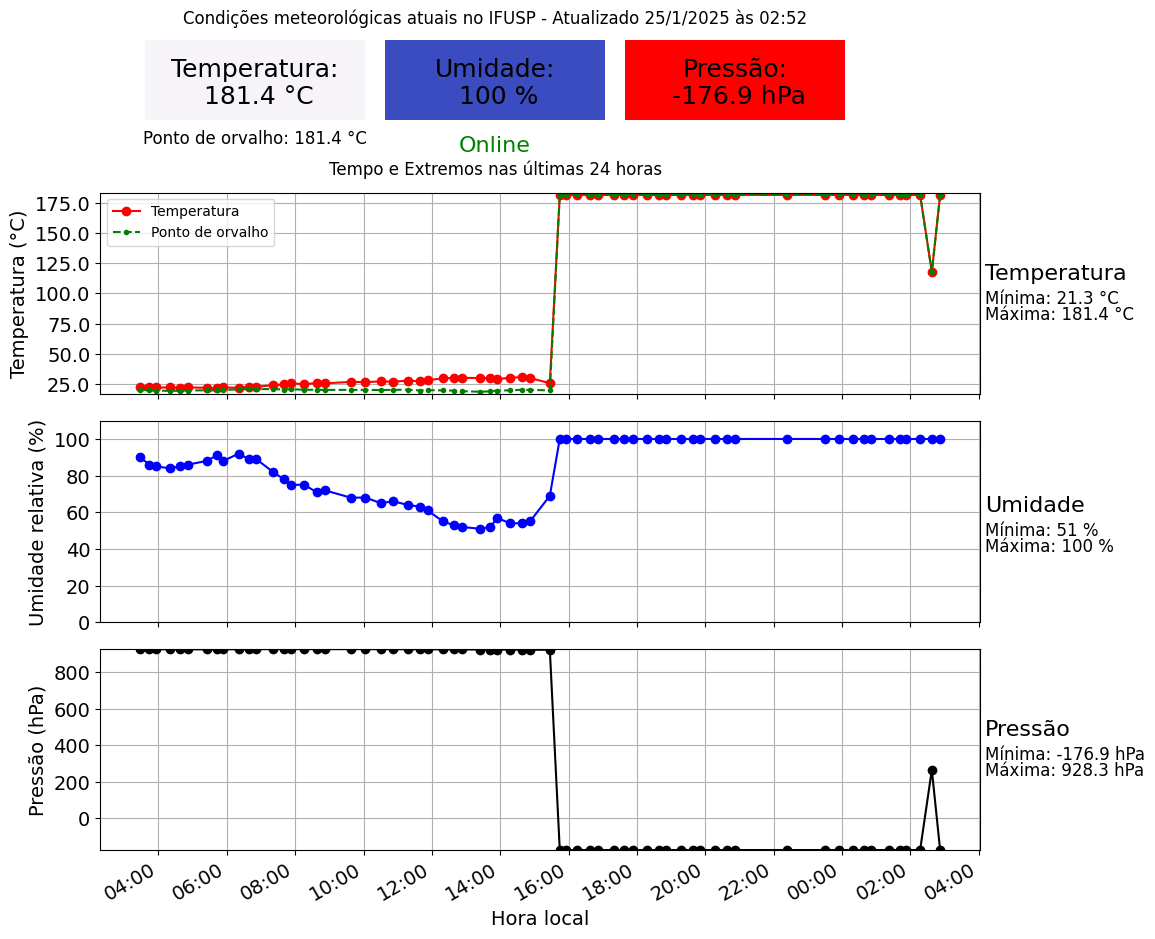 Condições meteorológicas atuais no IFUSP - Atualizado 25/1/2025 às 02:52
Temperatura:
181.4 °C
Umidade:
100 %
Pressão:
-176.9 hPa
Ponto de orvalho: 181.4 °C
Online
Tempo e Extremos nas últimas 24 horas
Temperatura (°C)
175.0
150.0
125.0
100.0
75.0
50.0
25.0
Temperatura
Ponto de orvalho
Temperatura
Mínima: 21.3 °C
Máxima: 181.4 °C
Umidade relativa (%)
100
80
60
40
20
0
Umidade
Mínima: 51 %
Máxima: 100 %
Pressão (hPa)
800
600
400
200
0
Pressão
Mínima: -176.9 hPa
Máxima: 928.3 hPa
04:00 06:00 08:00 10:00 12:00 14:00 16:00 18:00 20:00 22:00 00:00 02:00 04:00
Hora local